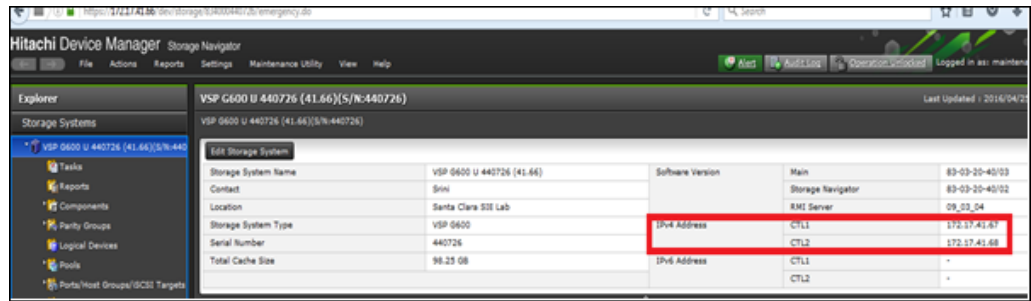 https://172.17.41.66/dev/storage/834000440726/emergency.do
Search
Hitachi Device Manager Storage Navigator
File Actions Reports Settings Maintenance Utility View Help
Alert Audit Log Operation Unlocked Logged in as: maintena
Explorer
VSP G600 U 440726 (41.66)(S/N:440726)
Last Updated : 2016/04/2
Storage Systems
VSP G600 U 440726 (41.66)(S/N:440726)
VSP G600 U 440726 (41.66)(S/N:440
Edit Storage System
Tasks
Storage System Name VSP G600 U 440726 (41.66) Software Version Main 83-03-20-40/03
Reports
Contact Srini Storage Navigator 83-03-20-40/02
Components
Location Santa Clara SIE Lab RMI Server 09_03_04
Parity Groups
Storage System Type VSP G600 IPv4 Address CTL1 172.17.41.67
Logical Devices
Serial Number 440726 CTL2 172.17.41.68
Pools
Total Cache Size 98.25 GB IPv6 Address CTL1 -
Ports/Host Groups/iSCSI Targets
CTL2 -